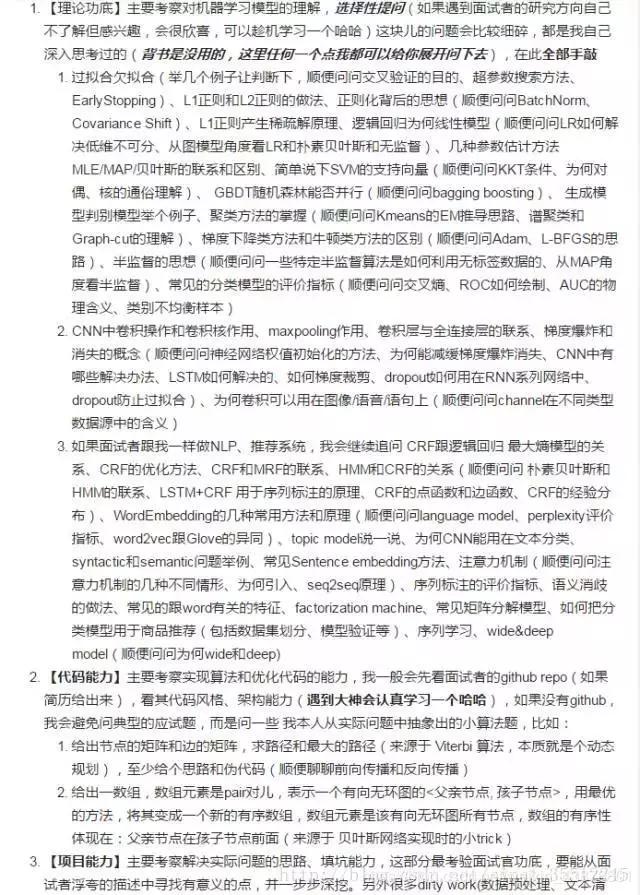 1. 【理论功底】主要考察对机器学习模型的理解，选择性提问（如果遇到面试者的研究方向自己
不了解但感兴趣，会很欣喜，可以趁机学习一个哈哈）这块儿的问题会比较细碎，都是我自己
深入思考过的（背书是没用的，这里任何一个点我都可以给你展开问下去），在此全部手敲
1. 过拟合欠拟合（举几个例子让判断下，顺便问问交叉验证的目的、超参数搜索方法、
EarlyStopping）、L1正则和L2正则的做法、正则化背后的思想（顺便问问BatchNorm、
Covariance Shift）、L1正则产生稀疏解原理、逻辑回归为何线性模型（顺便问问LR如何解
决低维不可分、从图模型角度看LR和朴素贝叶斯和无监督）、几种参数估计方法
MLE/MAP/贝叶斯的联系和区别、简单说下SVM的支持向量（顺便问问KKT条件、为何对
偶、核的通俗理解）、 GBDT随机森林能否并行（顺便问问bagging boosting）、 生成模
型判别模型举个例子、聚类方法的掌握（顺便问问Kmeans的EM推导思路、谱聚类和
Graph-cut的理解）、梯度下降类方法和牛顿类方法的区别（顺便问问Adam、L-BFGS的思
路）、半监督的思想（顺便问问一些特定半监督算法是如何利用无标签数据的、从MAP角
度看半监督）、常见的分类模型的评价指标（顺便问问交叉熵、ROC如何绘制、AUC的物
理含义、类别不均衡样本）
2. CNN中卷积操作和卷积核作用、maxpooling作用、卷积层与全连接层的联系、梯度爆炸和
消失的概念（顺便问问神经网络权值初始化的方法、为何能减缓梯度爆炸消失、CNN中有
哪些解决办法、LSTM如何解决的、如何梯度裁剪、dropout如何用在RNN系列网络中、
dropout防止过拟合）、为何卷积可以用在图像/语音/语句上（顺便问问channel在不同类型
数据源中的含义）
3. 如果面试者跟我一样做NLP、推荐系统，我会继续追问 CRF跟逻辑回归 最大熵模型的关
系、CRF的优化方法、CRF和MRF的联系、HMM和CRF的关系（顺便问问 朴素贝叶斯和
HMM的联系、LSTM+CRF 用于序列标注的原理、CRF的点函数和边函数、CRF的经验分
布）、WordEmbedding的几种常用方法和原理（顺便问问language model、perplexity评价
指标、word2vec跟Glove的异同）、topic model说一说、为何CNN能用在文本分类、
syntactic和semantic问题举例、常见Sentence embedding方法、注意力机制（顺便问问注
意力机制的几种不同情形、为何引入、seq2seq原理）、序列标注的评价指标、语义消歧
的做法、常见的跟word有关的特征、factorization machine、常见矩阵分解模型、如何把分
类模型用于商品推荐（包括数据集划分、模型验证等）、序列学习、wide&deep
model（顺便问问为何wide和deep)
2. 【代码能力】主要考察实现算法和优化代码的能力，我一般会先看面试者的github repo（如果
简历给出来），看其代码风格、架构能力（遇到大神会认真学习一个哈哈），如果没有github，
我会避免问典型的应试题，而是问一些 我本人从实际问题中抽象出的小算法题，比如：
1. 给出节点的矩阵和边的矩阵，求路径和最大的路径（来源于 Viterbi 算法，本质就是个动态
规划），至少给个思路和伪代码（顺便聊聊前向传播和反向传播）
2. 给出一数组，数组元素是pair对儿，表示一个有向无环图的<父亲节点, 孩子节点>，用最优
的方法，将其变成一个新的有序数组，数组元素是该有向无环图所有节点，数组的有序性
体现在：父亲节点在孩子节点前面（来源于 贝叶斯网络实现时的小trick）
3. 【项目能力】主要考察解决实际问题的思路、填坑能力，这部分最考验面试官功底，要能从面
试者浮夸的描述中寻找有意义的点，并一步步深挖。另外很多dirty work(数据预处理、文本清